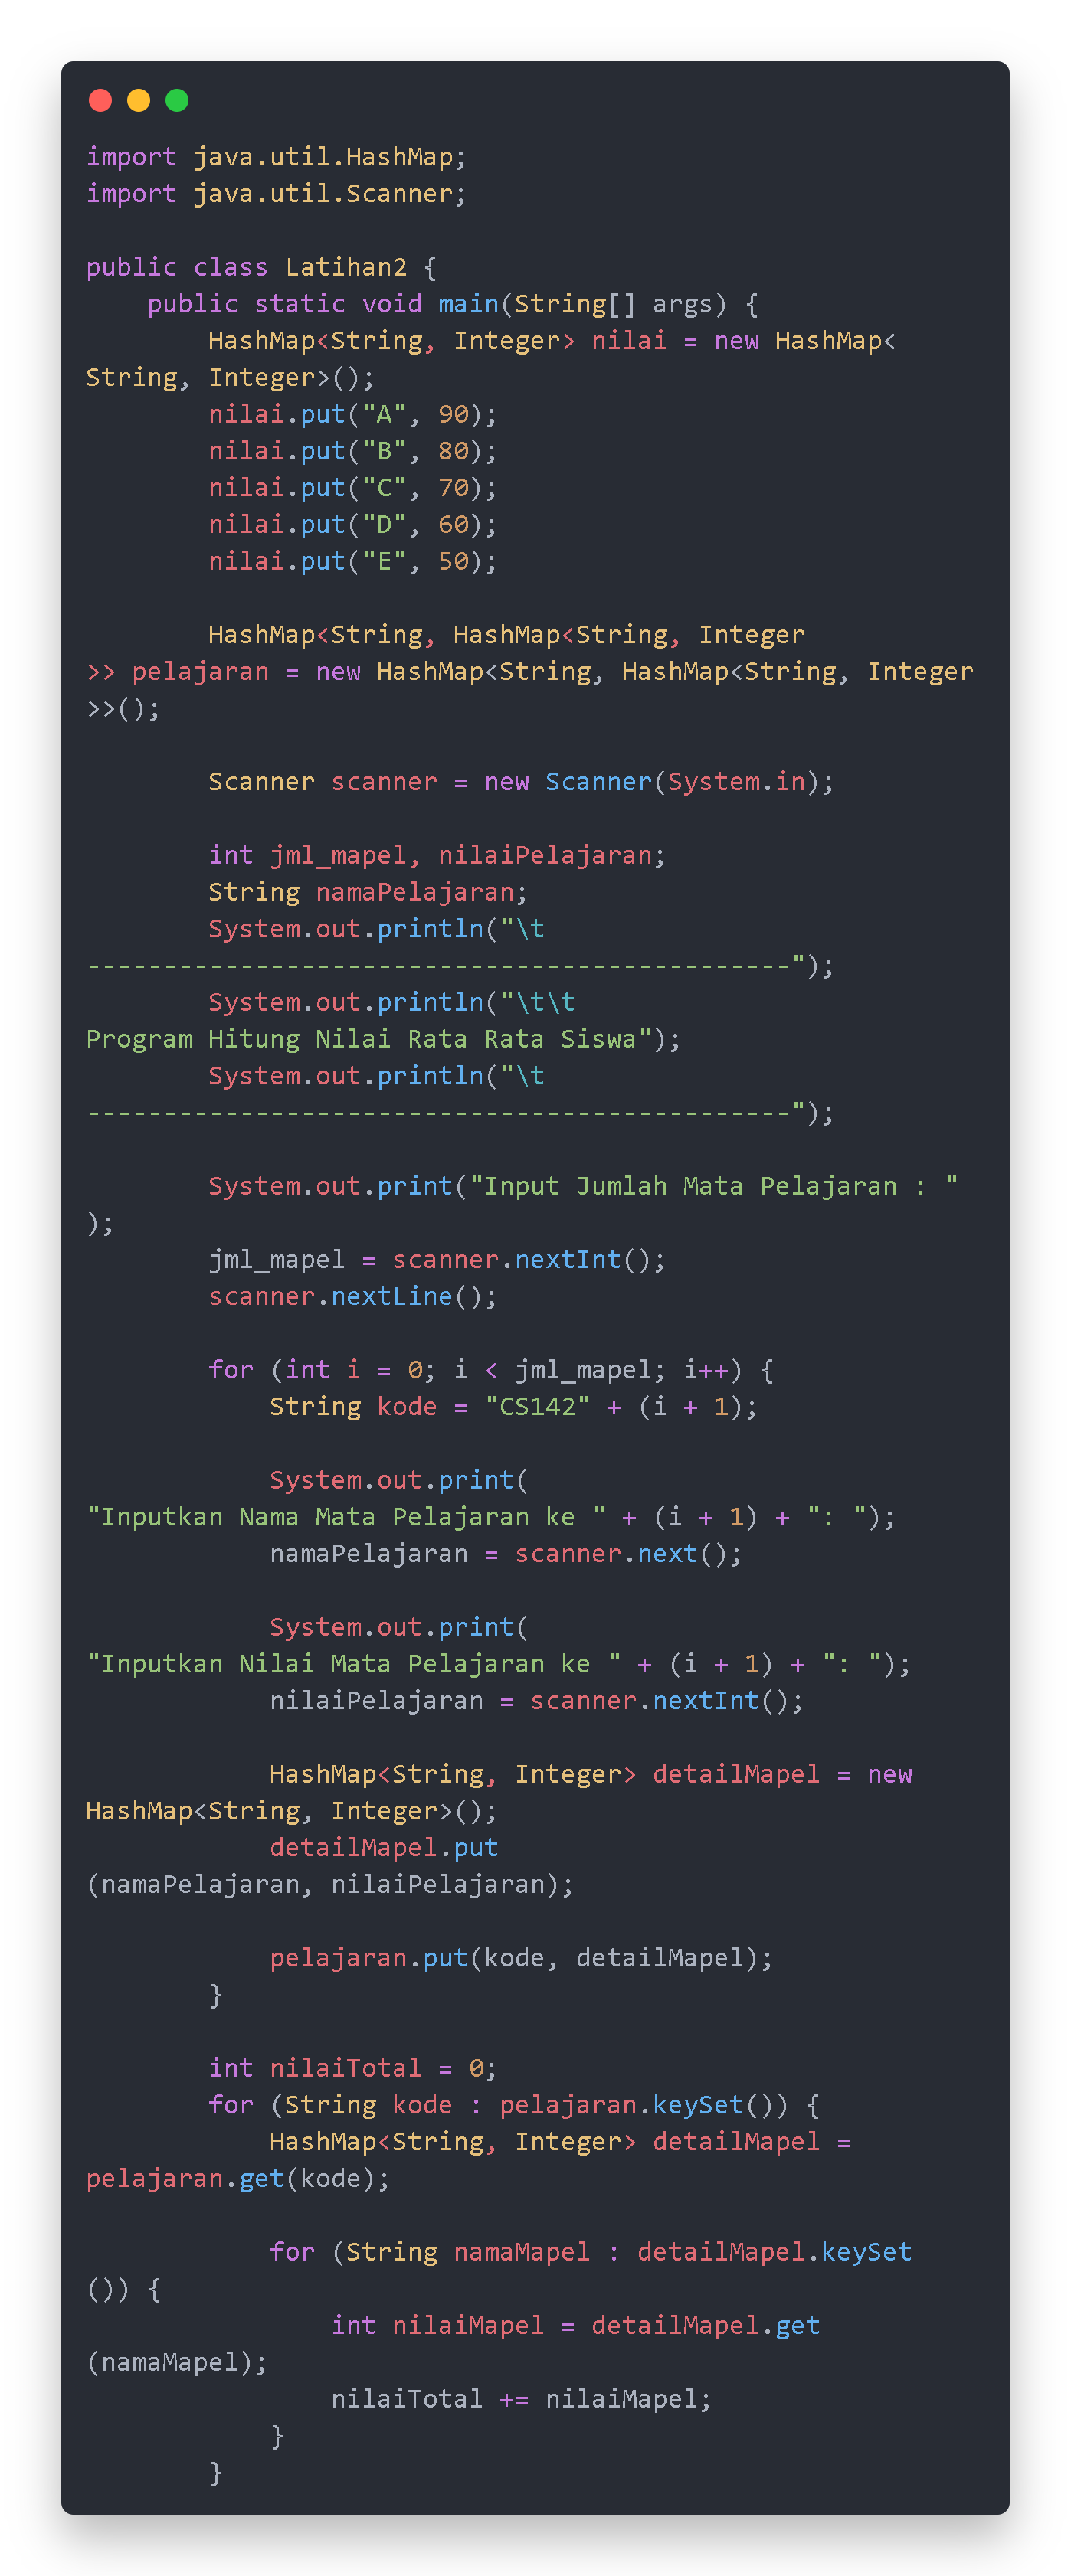 import java.util.HashMap;
import java.util.Scanner;

public class Latihan2 {
    public static void main(String[] args) {
        HashMap<String, Integer> nilai = new HashMap<
String, Integer>();
        nilai.put("A", 90);
        nilai.put("B", 80);
        nilai.put("C", 70);
        nilai.put("D", 60);
        nilai.put("E", 50);

        HashMap<String, HashMap<String, Integer
>> pelajaran = new HashMap<String, HashMap<String, Integer
>>();

        Scanner scanner = new Scanner(System.in);

        int jml_mapel, nilaiPelajaran;
        String namaPelajaran;
        System.out.println("\t
----------------------------------------------");
        System.out.println("\t\t
Program Hitung Nilai Rata Rata Siswa");
        System.out.println("\t
----------------------------------------------");

        System.out.print("Input Jumlah Mata Pelajaran : "
);
        jml_mapel = scanner.nextInt();
        scanner.nextLine();

        for (int i = 0; i < jml_mapel; i++) {
            String kode = "CS142" + (i + 1);

            System.out.print(
"Inputkan Nama Mata Pelajaran ke " + (i + 1) + ": ");
            namaPelajaran = scanner.next();

            System.out.print(
"Inputkan Nilai Mata Pelajaran ke " + (i + 1) + ": ");
            nilaiPelajaran = scanner.nextInt();

            HashMap<String, Integer> detailMapel = new
HashMap<String, Integer>();
            detailMapel.put
(namaPelajaran, nilaiPelajaran);

            pelajaran.put(kode, detailMapel);
        }

        int nilaiTotal = 0;
        for (String kode : pelajaran.keySet()) {
            HashMap<String, Integer> detailMapel =
pelajaran.get(kode);

            for (String namaMapel : detailMapel.keySet
()) {
                int nilaiMapel = detailMapel.get
(namaMapel);
                nilaiTotal += nilaiMapel;
            }
        }